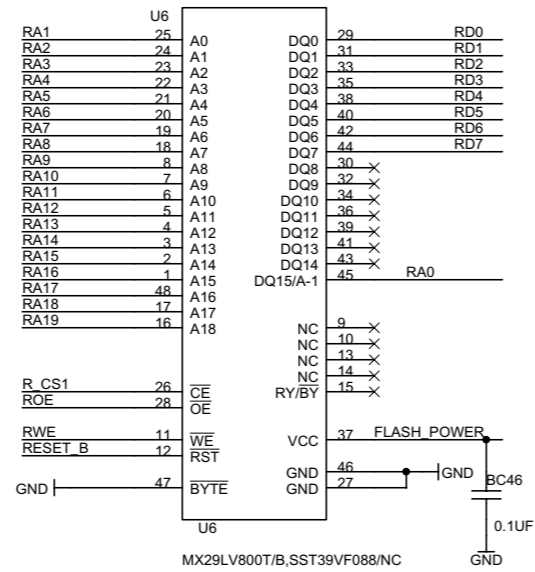 U6
RA1 25 A0 DQ0 29 RD0
RA2 24 A1 DQ1 31 RD1
RA3 23 A2 DQ2 33 RD2
RA4 22 A3 DQ3 35 RD3
RA5 21 A4 DQ4 38 RD4
RA6 20 A5 DQ5 40 RD5
RA7 19 A6 DQ6 42 RD6
RA8 18 A7 DQ7 44 RD7
RA9 8 A8 DQ8 30
RA10 7 A9 DQ9 32
RA11 6 A10 DQ10 34
RA12 5 A11 DQ11 36
RA13 4 A12 DQ12 39
RA14 3 A13 DQ13 41
RA15 2 A14 DQ14 43
RA16 1 A15 DQ15/A-1 45 RA0
RA17 48 A16
RA18 17 A17
RA19 16 A18 NC 9
NC 10
NC 13
NC 14
R_CS1 26 CE RY/BY 15
ROE 28 OE
RWE 11 WE VCC 37 FLASH_POWER
RESET_B 12 RST
GND 46 GND
GND 47 BYTE GND 27 BC46
0.1UF
U6
MX29LV800T/B,SST39VF088/NC GND